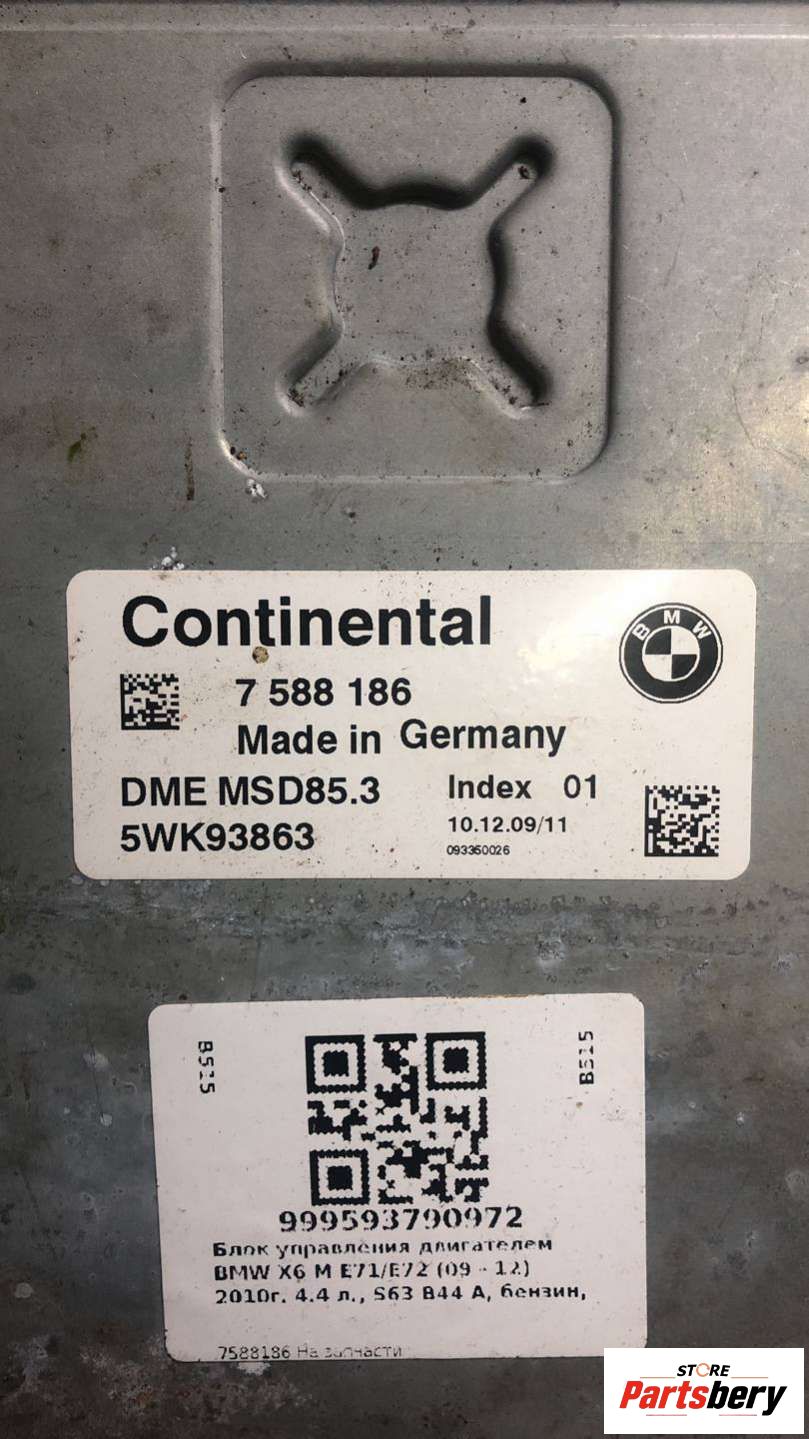 Continental
BMW
7 588 186
Made in Germany
DME MSD85.3 Index 01
5WK93863 10.12.09/11
093350026
B515 B515
999593790972
Блок управления двигателем
BMW X6 M E71/E72 (09 - 12)
2010г. 4.4 л., S63 B44 A, бензин,
7588186 На запчасти
STORE
Partsbery